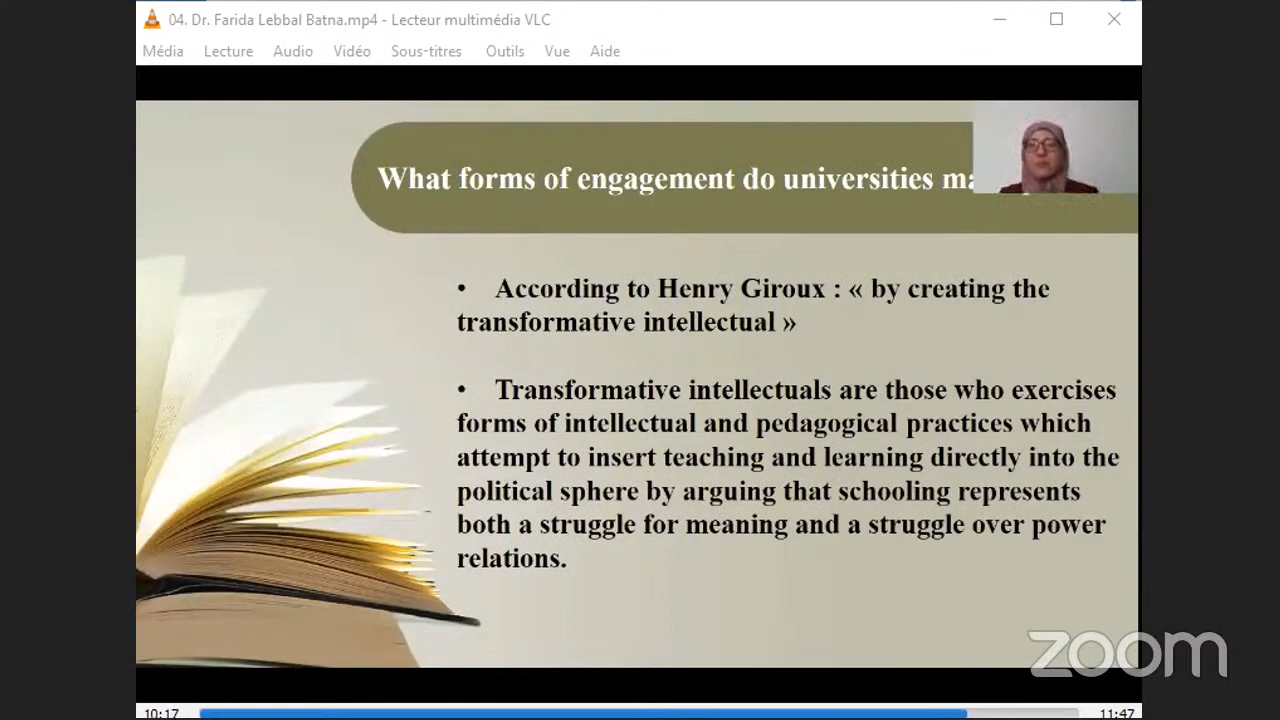 04. Dr. Farida Lebbal Batna.mp4 - Lecteur multimédia VLC
Média Lecture Audio Vidéo Sous-titres Outils Vue Aide
What forms of engagement do universities
• According to Henry Giroux : « by creating the
transformative intellectual »
• Transformative intellectuals are those who exercises
forms of intellectual and pedagogical practices which
attempt to insert teaching and learning directly into the
political sphere by arguing that schooling represents
both a struggle for meaning and a struggle over power
relations.
zoom
10:17 11:47